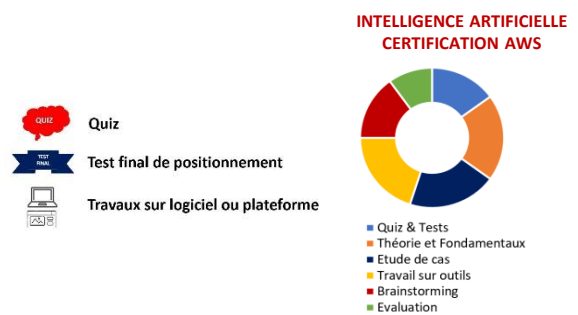 INTELLIGENCE ARTIFICIELLE
CERTIFICATION AWS
QUIZ
Quiz
TEST
FINAL
Test final de positionnement
Travaux sur logiciel ou plateforme
Quiz & Tests
Théorie et Fondamentaux
Etude de cas
Travail sur outils
Brainstorming
Evaluation